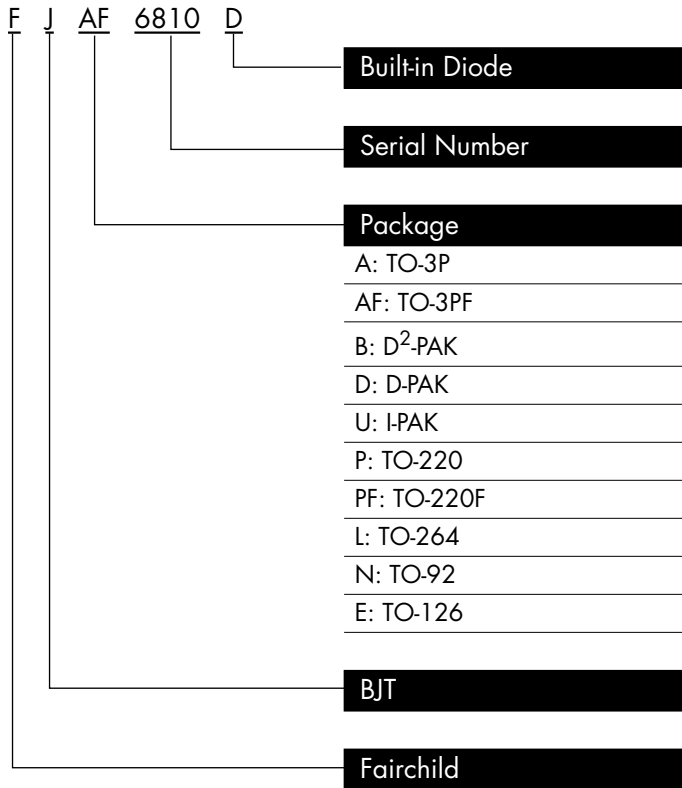 F J AF 6810 D
Built-in Diode
Serial Number
Package
A: TO-3P
AF: TO-3PF
B: D²-PAK
D: D-PAK
U: I-PAK
P: TO-220
PF: TO-220F
L: TO-264
N: TO-92
E: TO-126
BJT
Fairchild